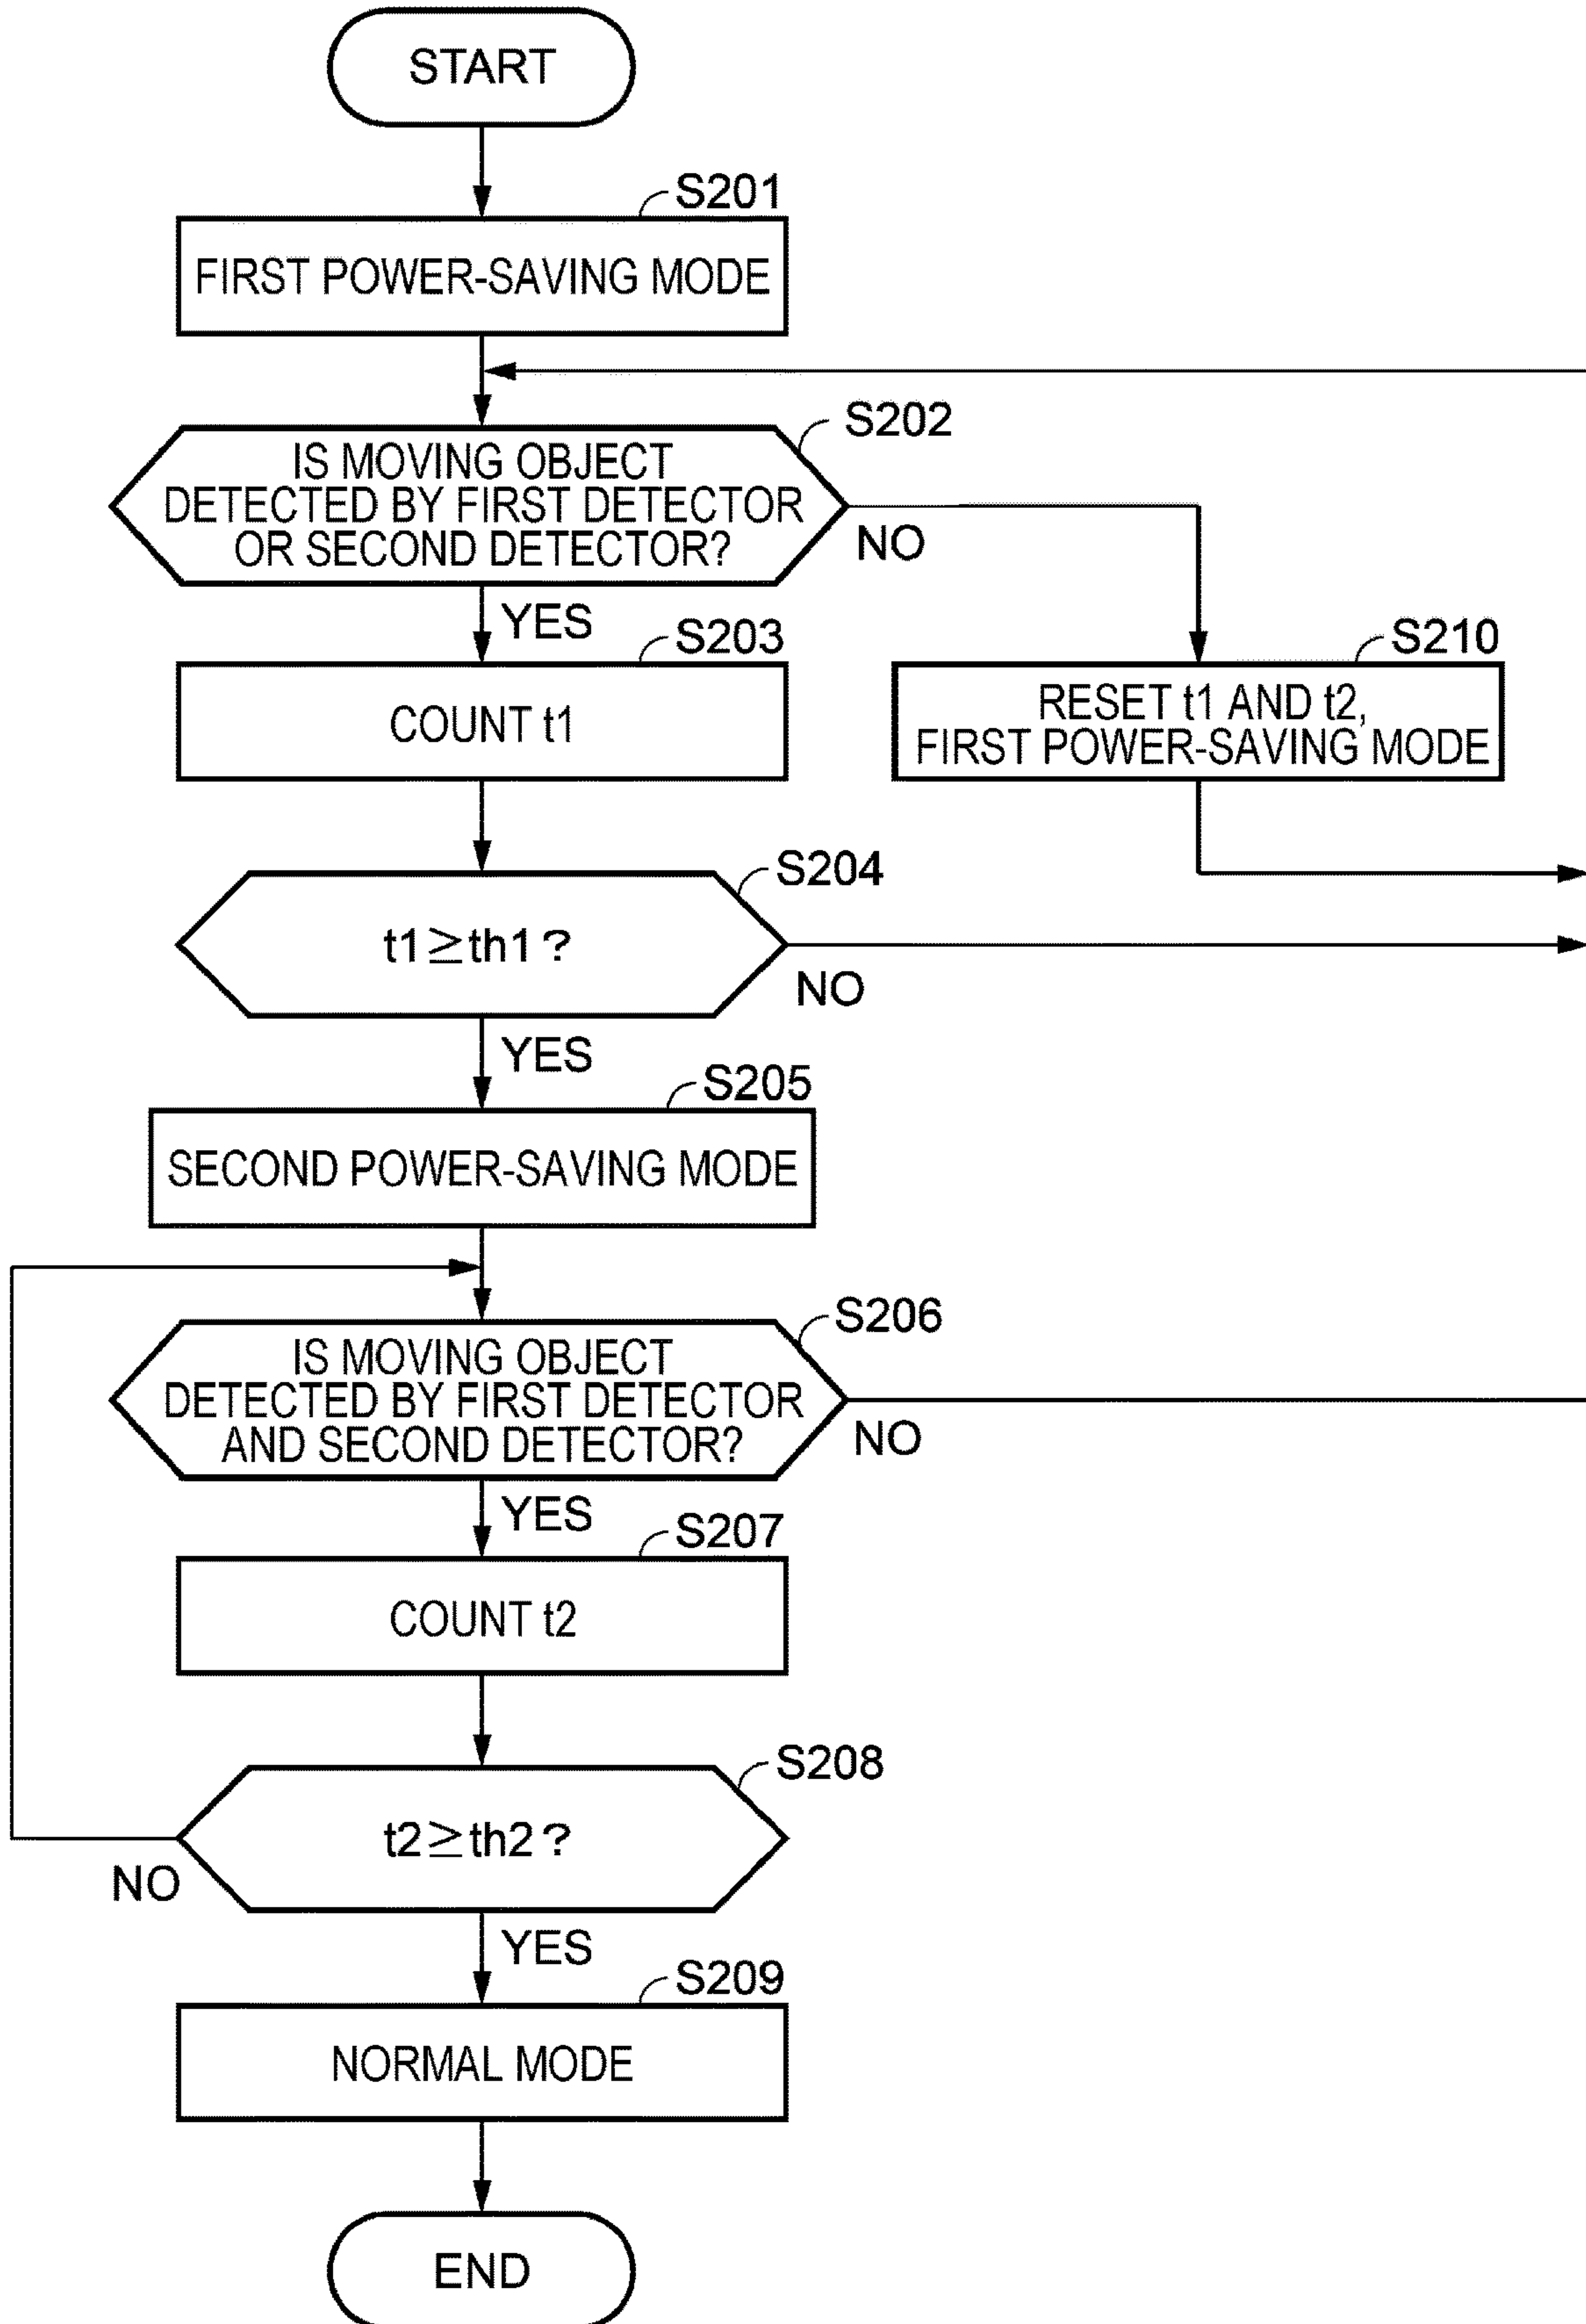 START
S201
FIRST POWER-SAVING MODE
S202
IS MOVING OBJECT
DETECTED BY FIRST DETECTOR
OR SECOND DETECTOR?
NO
YES
S203
COUNT t1
S210
RESET t1 AND t2,
FIRST POWER-SAVING MODE
S204
t1≧th1?
NO
YES
S205
SECOND POWER-SAVING MODE
S206
IS MOVING OBJECT
DETECTED BY FIRST DETECTOR
AND SECOND DETECTOR?
NO
YES
S207
COUNT t2
S208
t2≧th2?
NO
YES
S209
NORMAL MODE
END